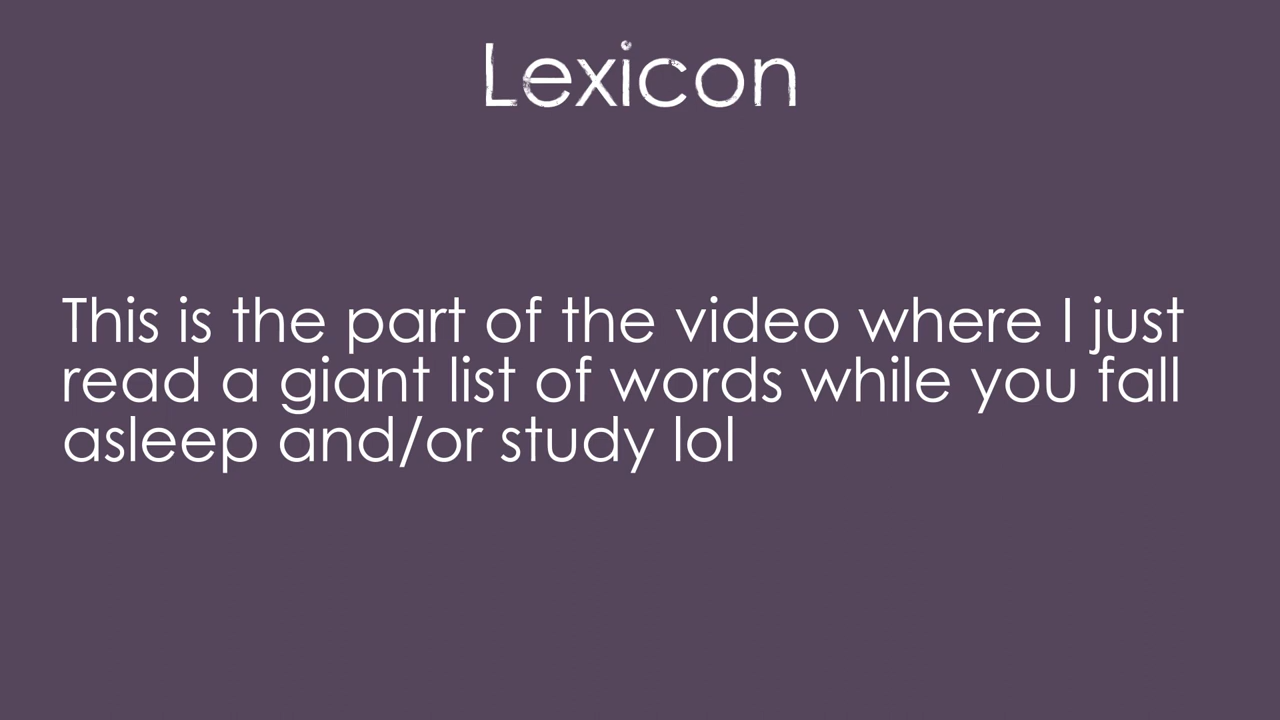 Lexicon
This is the part of the video where I just
read a giant list of words while you fall
asleep and/or study lol